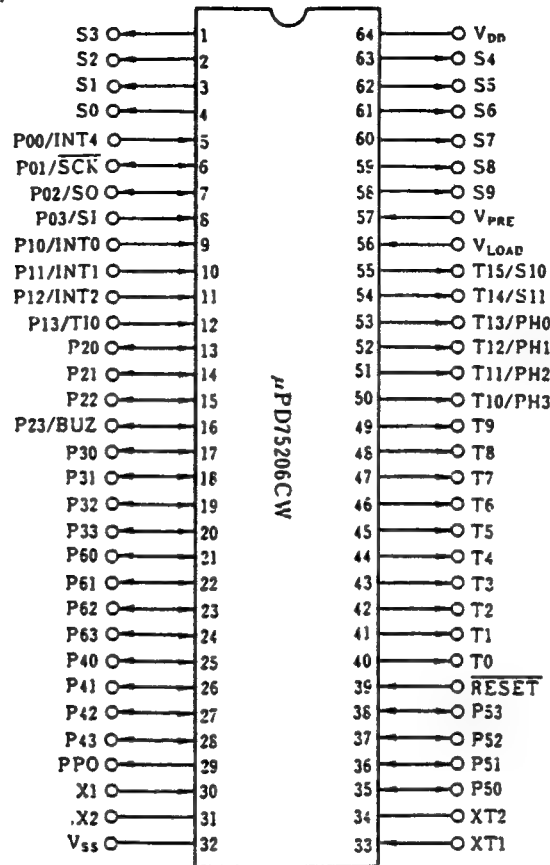 S3 1 64 V_DD
S2 2 63 S4
S1 3 62 S5
S0 4 61 S6
P00/INT4 5 60 S7
P01/S̅C̅K̅ 6 59 S8
P02/SO 7 58 S9
P03/SI 8 57 V_PRE
P10/INT0 9 56 V_LOAD
P11/INT1 10 55 T15/S10
P12/INT2 11 54 T14/S11
P13/TI0 12 53 T13/PH0
P20 13 52 T12/PH1
P21 14 51 T11/PH2
P22 15 50 T10/PH3
P23/BUZ 16 49 T9
P30 17 48 T8
P31 18 47 T7
P32 19 46 T6
P33 20 45 T5
P60 21 44 T4
P61 22 43 T3
P62 23 42 T2
P63 24 41 T1
P40 25 40 T0
P41 26 39 R̅E̅S̅E̅T̅
P42 27 38 P53
P43 28 37 P52
PPO 29 36 P51
X1 30 35 P50
X2 31 34 XT2
V_SS 32 33 XT1
μPD75206CW